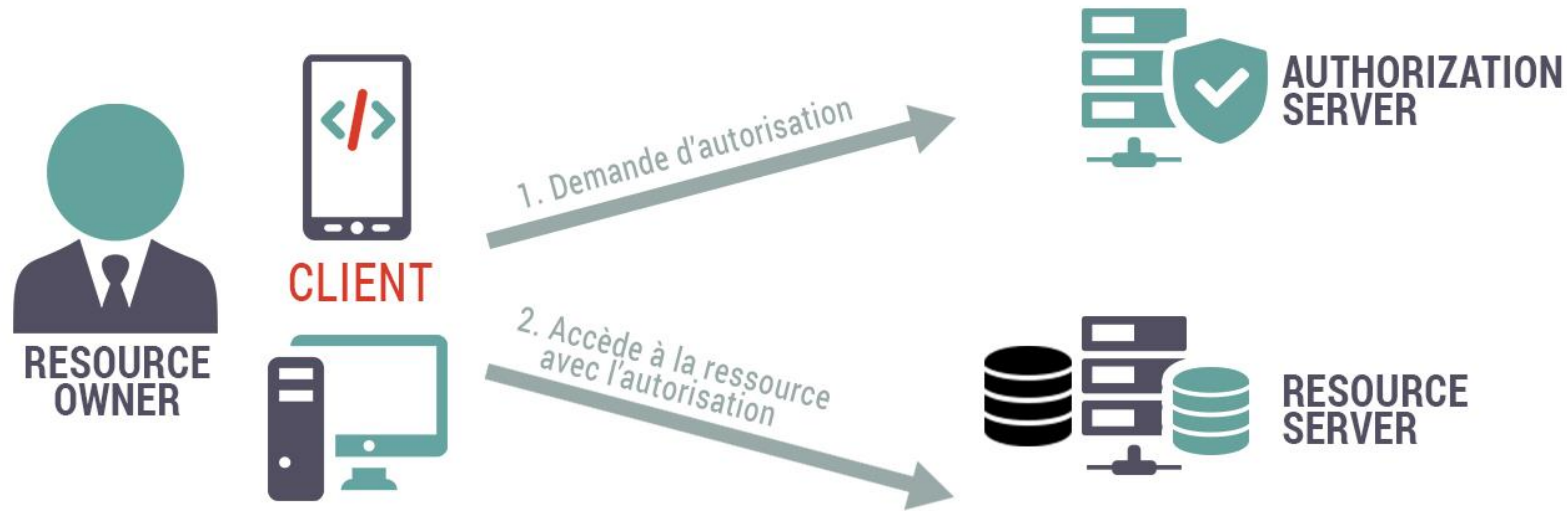 RESOURCE
OWNER
</>
CLIENT
1. Demande d'autorisation
2. Accède à la ressource
avec l'autorisation
AUTHORIZATION
SERVER
RESOURCE
SERVER